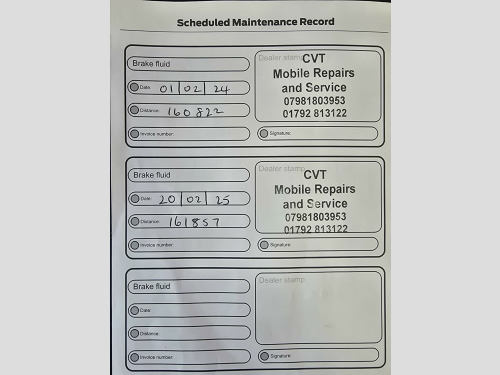 Scheduled Maintenance Record
Brake fluid
Date: 01/02/24
Distance: 160822
Invoice number:
Dealer stamp
CVT
Mobile Repairs
and Service
07981803953
01792 813122
Signature:
Brake fluid
Date: 20/02/25
Distance: 161857
Invoice number:
Dealer stamp
CVT
Mobile Repairs
and Service
07981803953
01792 813122
Signature:
Brake fluid
Date:
Distance:
Invoice number:
Dealer stamp
Signature: